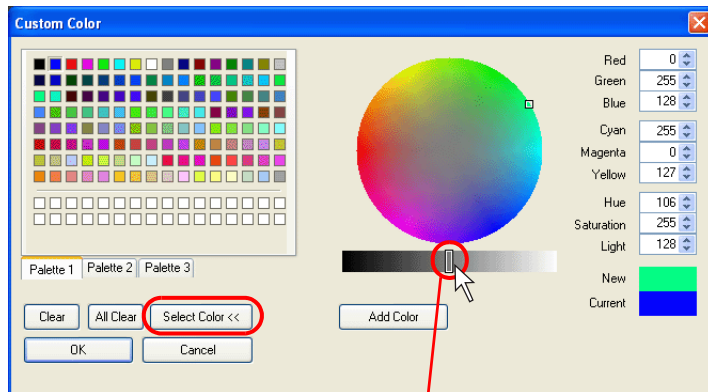 Custom Color
Red 0
Green 255
Blue 128
Cyan 255
Magenta 0
Yellow 127
Hue 106
Saturation 255
Light 128
New
Current
Palette 1 Palette 2 Palette 3
Clear All Clear Select Color << Add Color
OK Cancel